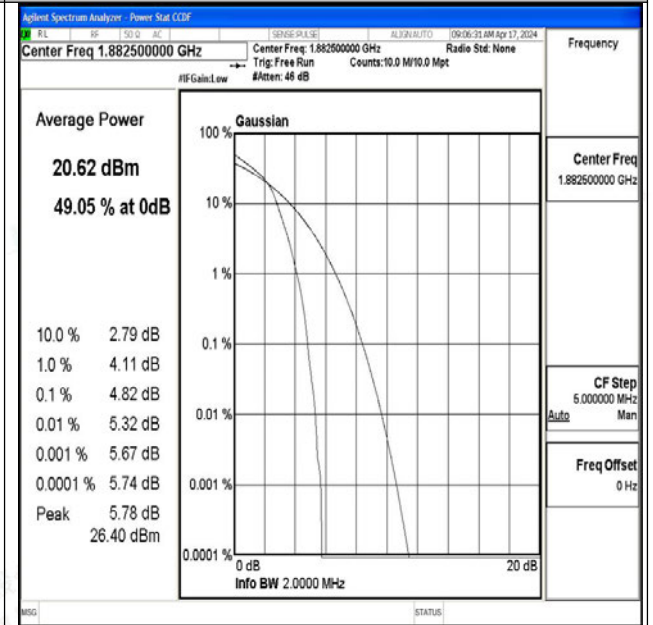 Agilent Spectrum Analyzer - Power Stat CCDF
RL RF 50 Ω AC SENSE:PULSE ALIGN AUTO 09:06:31 AM Apr 17, 2024
Center Freq 1.882500000 GHz
Center Freq: 1.882500000 GHz Radio Std: None
Trig: Free Run Counts:10.0 M/10.0 Mpt
#IFGain:Low #Atten: 46 dB
Frequency
Average Power
20.62 dBm
49.05 % at 0dB
10.0 % 2.79 dB
1.0 % 4.11 dB
0.1 % 4.82 dB
0.01 % 5.32 dB
0.001 % 5.67 dB
0.0001 % 5.74 dB
Peak 5.78 dB
26.40 dBm
Gaussian
100 %
10 %
1 %
0.1 %
0.01 %
0.001 %
0.0001 %
0 dB 20 dB
Info BW 2.0000 MHz
Center Freq
1.882500000 GHz
CF Step
5.000000 MHz
Auto Man
Freq Offset
0 Hz
MSG STATUS